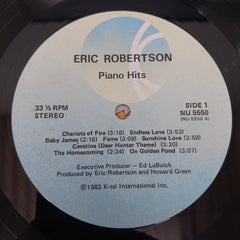 ERIC ROBERTSON
Piano Hits
33 ⅓ RPM
STEREO
SIDE 1
NU 5550
(NU-5550 A)
Chariots of Fire (3:18) Endless Love (3:52)
Baby James (2:21) Fame (3:09) Sunshine Love (3:59)
Cavatina (Deer Hunter Theme) (3:30)
The Homecoming (2:34) On Golden Pond (3:07)
Executive Producer — Ed LaBuick
Produced by Eric Robertson and Howard Green
℗1983 K-tel International Inc.